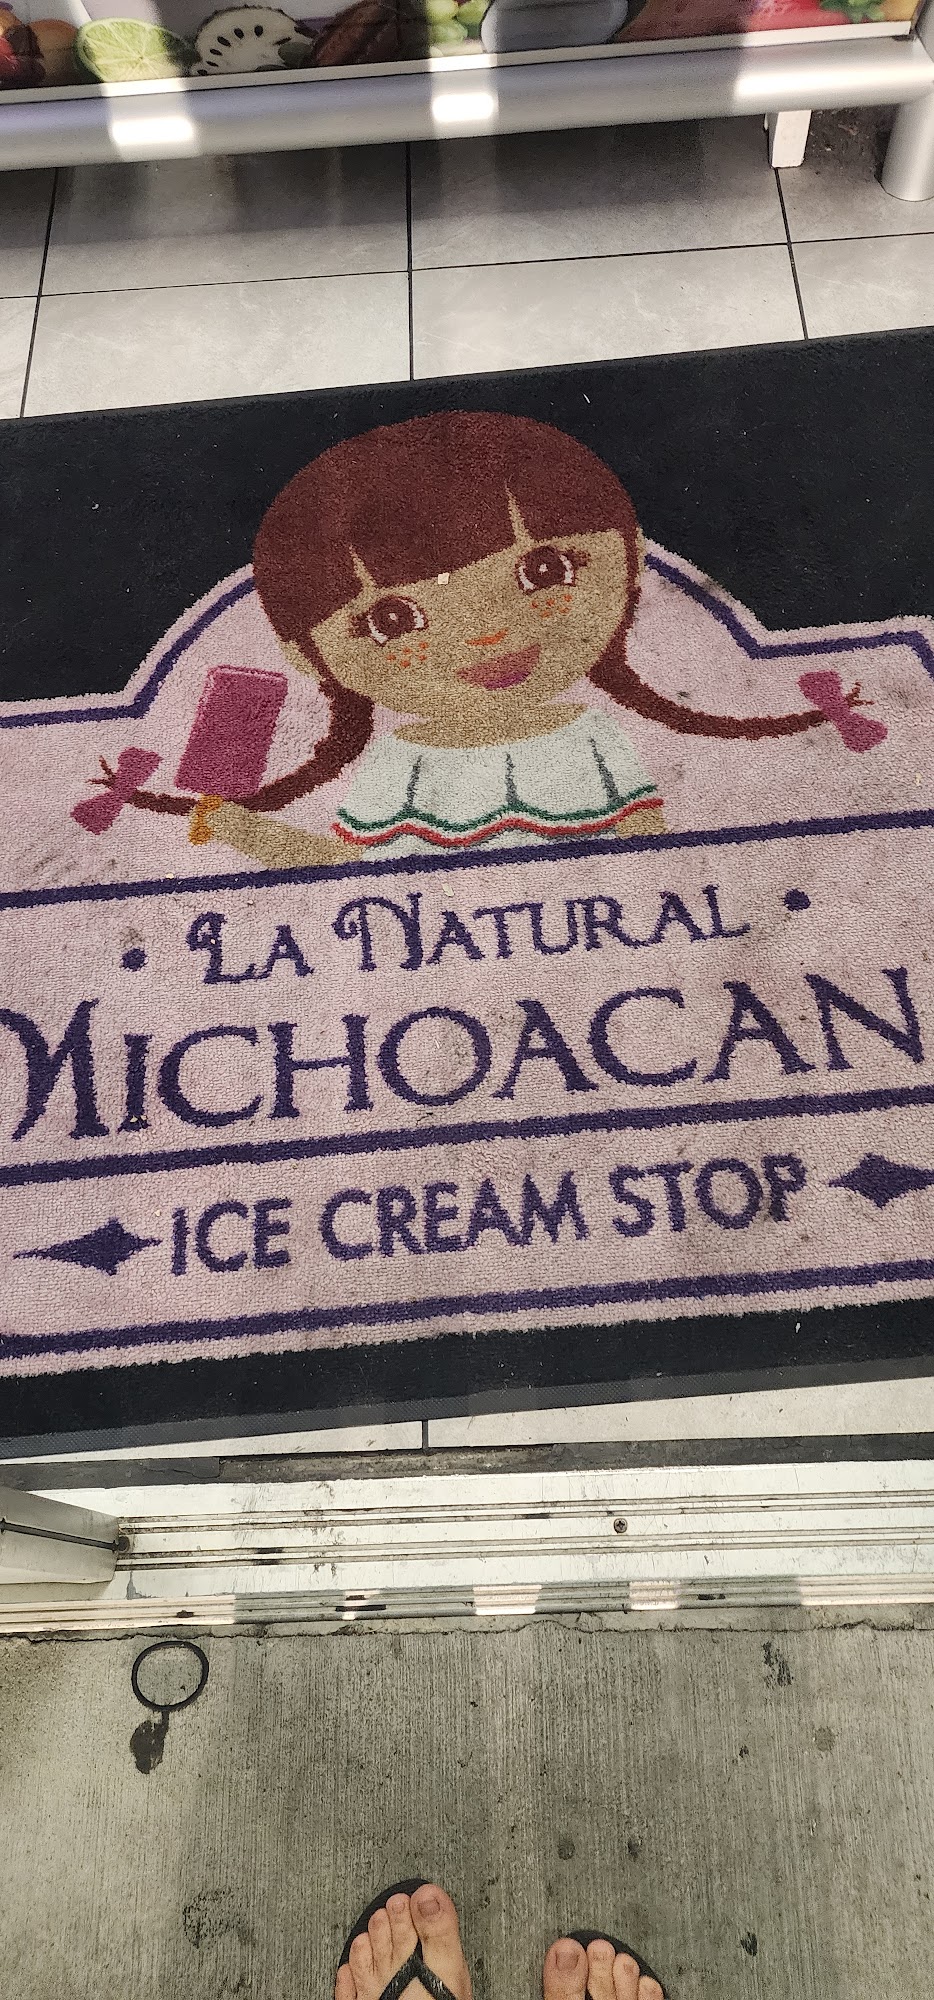 • LA NATURAL •
MICHOACAN
ICE CREAM STOP